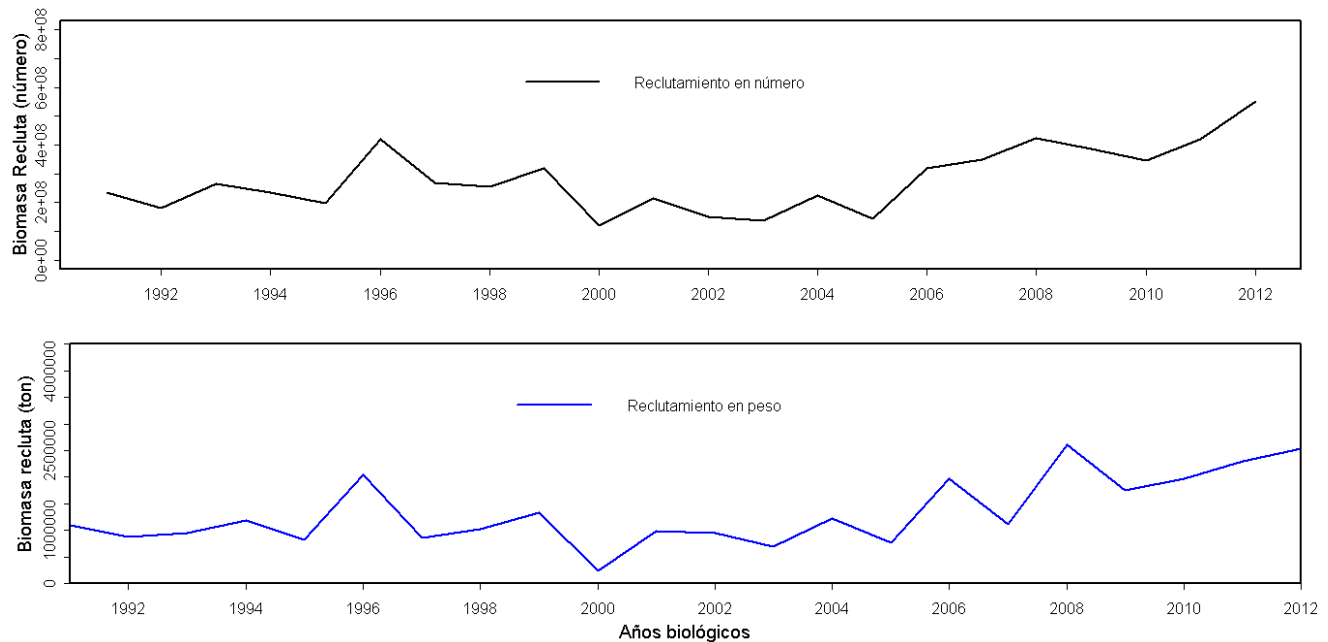 Biomasa Recluta (número)
8e+08
6e+08
4e+08
2e+08
0e+00
Reclutamiento en número
1992 1994 1996 1998 2000 2002 2004 2006 2008 2010 2012
Biomasa recluta (ton)
4000000
2500000
1000000
0
Reclutamiento en peso
1992 1994 1996 1998 2000 2002 2004 2006 2008 2010 2012
Años biológicos